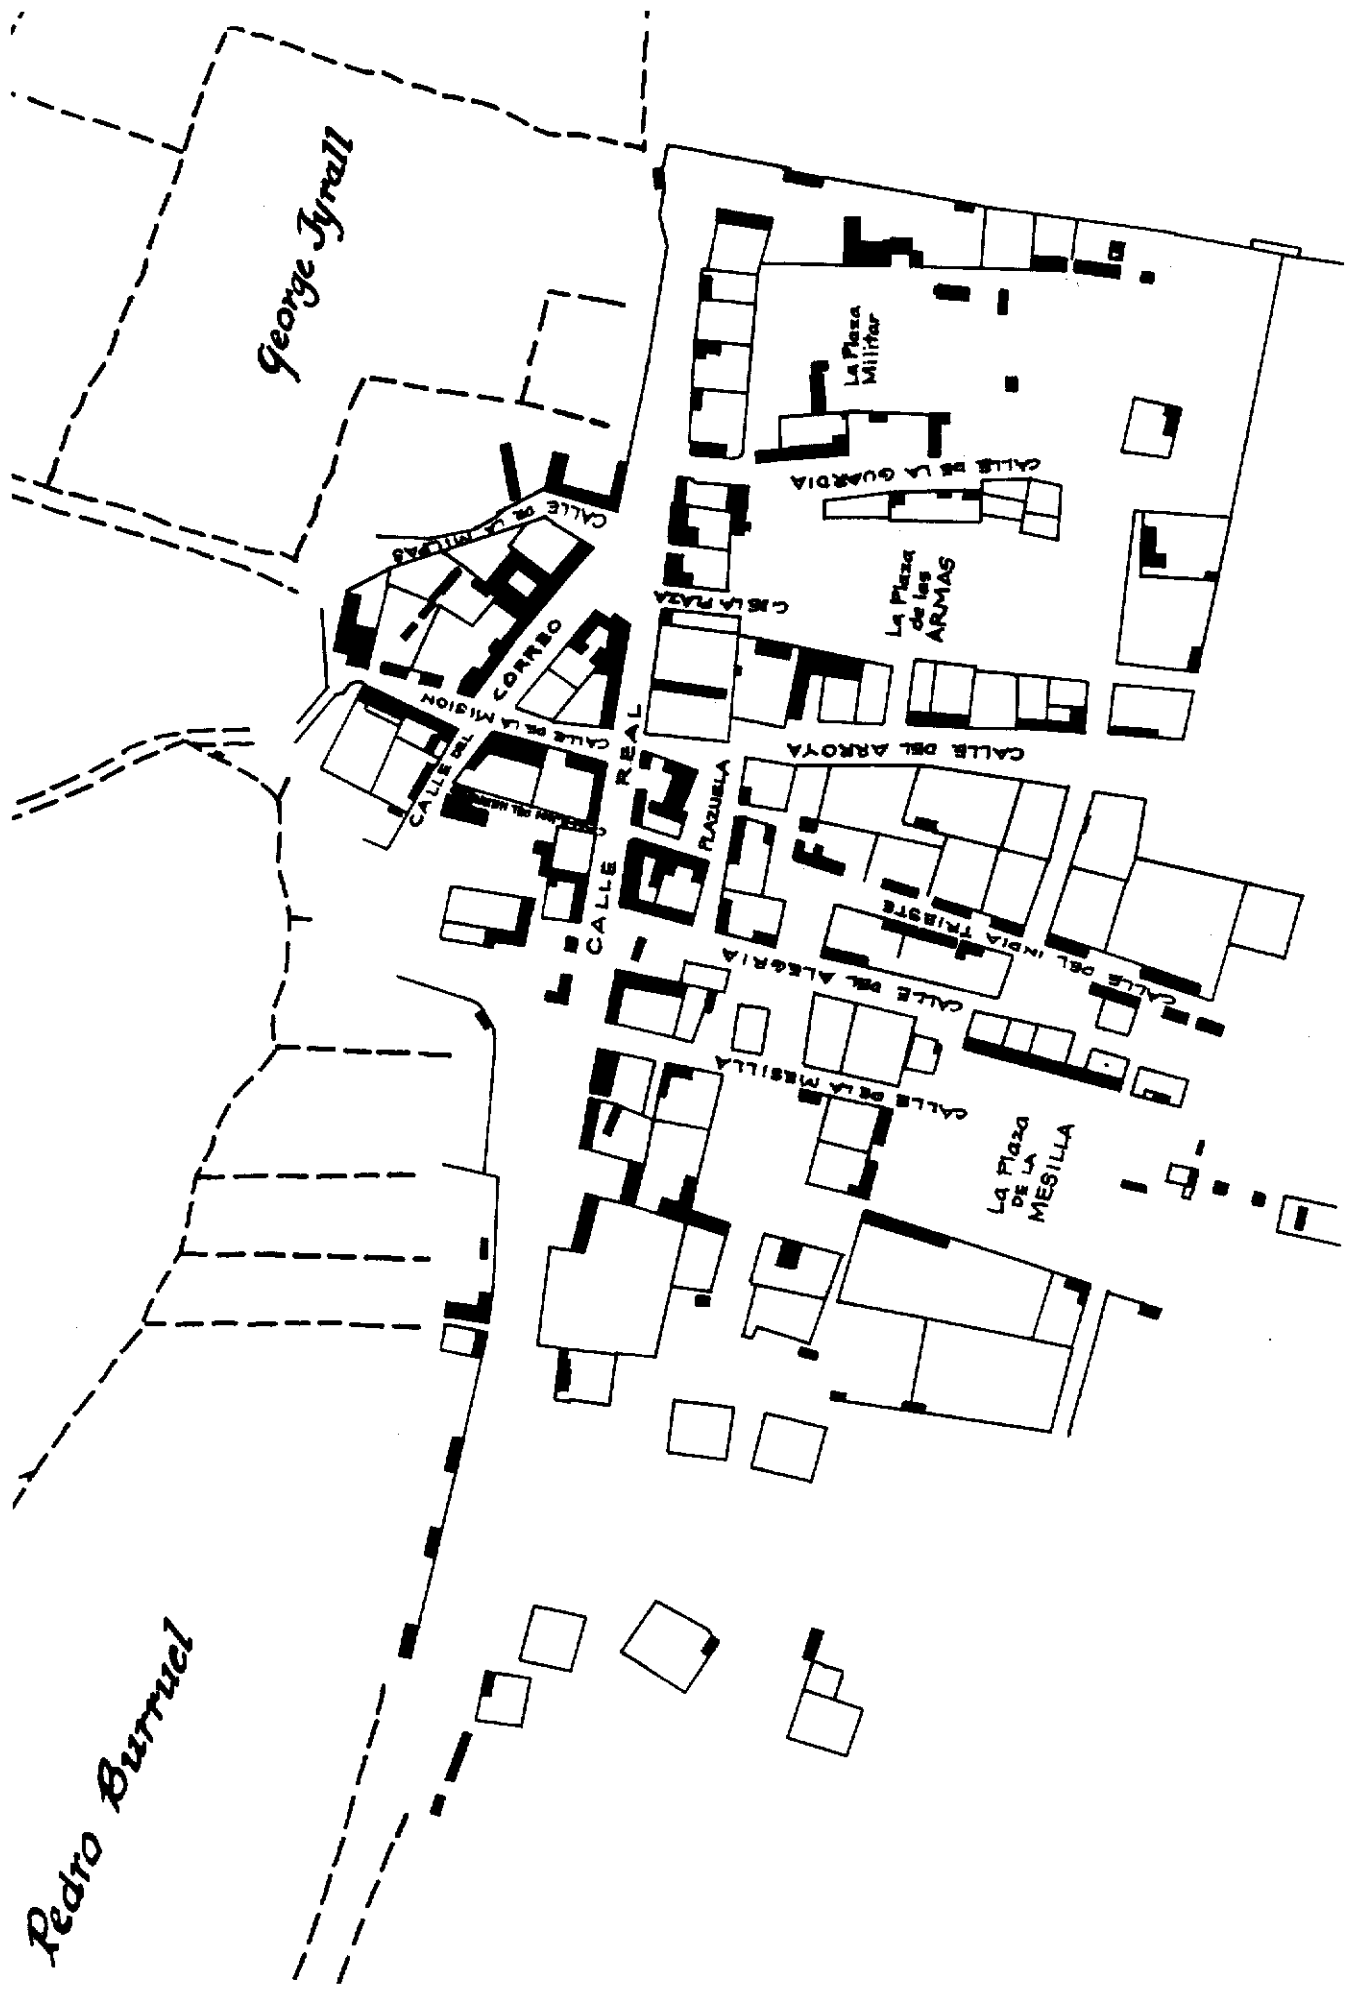 George Tyrall
La Plaza
Militar
CALLE DE LA GUARDIA
CALLE DE LA MILPAS
La Plaza
de las
ARMAS
C. DE LA PLAZA
CALLE DEL CORREO
CALLE DE LA MISION
CALLE REAL
PLAZUELA
CALLE DEL ARROYA
CALLE DEL INDIA TRIESTE
CALLE DEL ALEGRIA
CALLE DE LA MESILLA
La Plaza
DE LA
MESILLA
Pedro Burruel